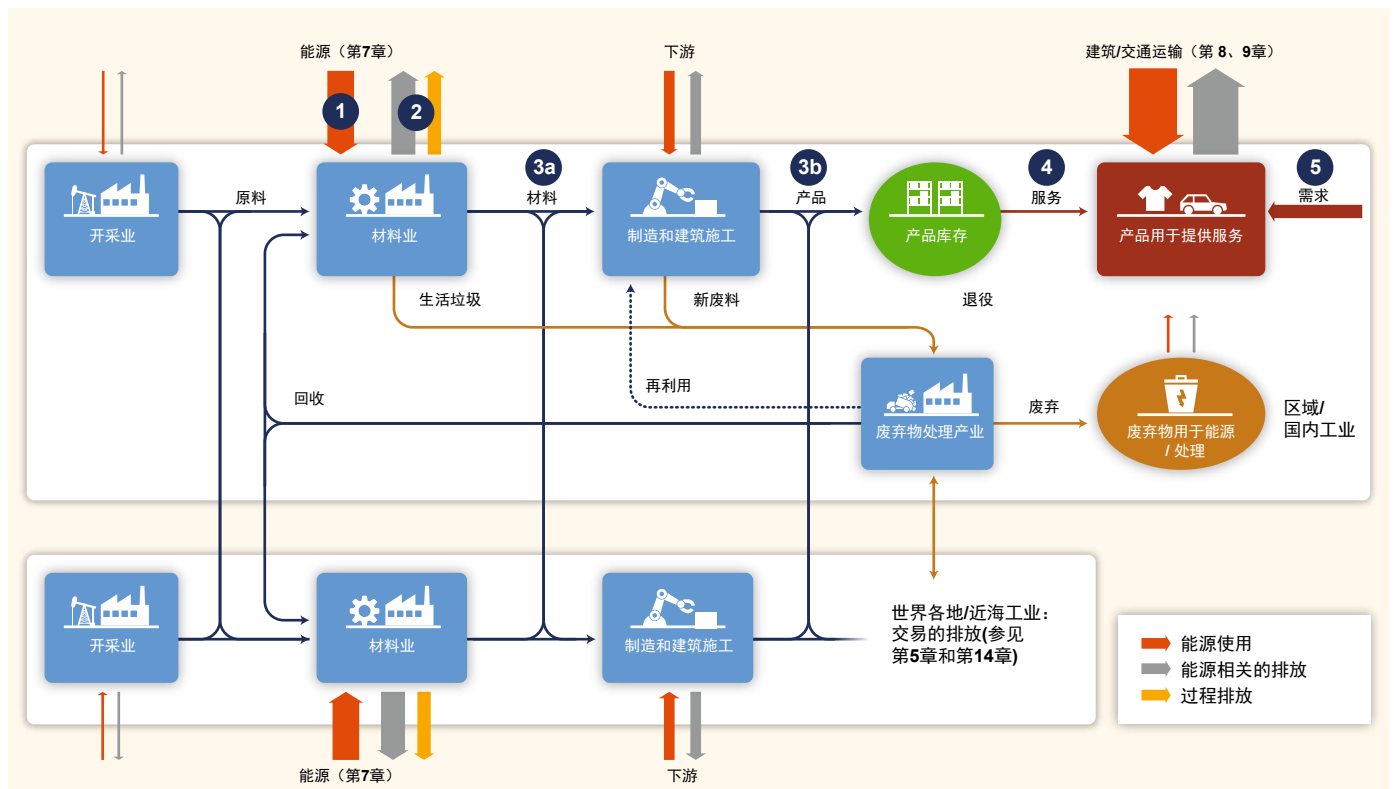 能源（第7章）
下游
建筑/交通运输（第 8、9章）
1
2
3a
3b
4
5
原料
材料
产品
服务
需求
开采业
材料业
制造和建筑施工
产品库存
产品用于提供服务
生活垃圾
新废料
退役
回收
再利用
废弃
废弃物处理产业
废弃物用于能源
/ 处理
区域/
国内工业
开采业
材料业
制造和建筑施工
世界各地/近海工业：
交易的排放(参见
第5章和第14章)
能源使用
能源相关的排放
过程排放
能源（第7章）
下游